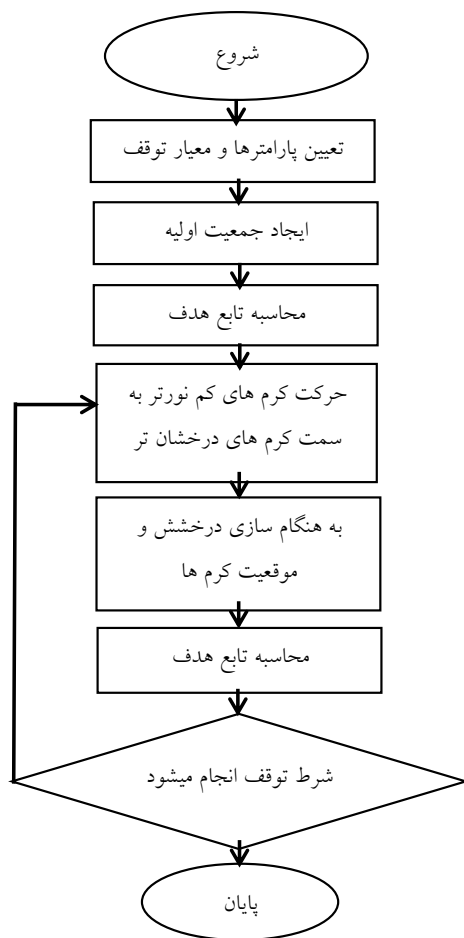 شروع
تعیین پارامترها و معیار توقف
ایجاد جمعیت اولیه
محاسبه تابع هدف
حرکت کرم های کم نورتر به
سمت کرم های درخشان تر
به هنگام سازی درخشش و
موقعیت کرم ها
محاسبه تابع هدف
شرط توقف انجام میشود
پایان